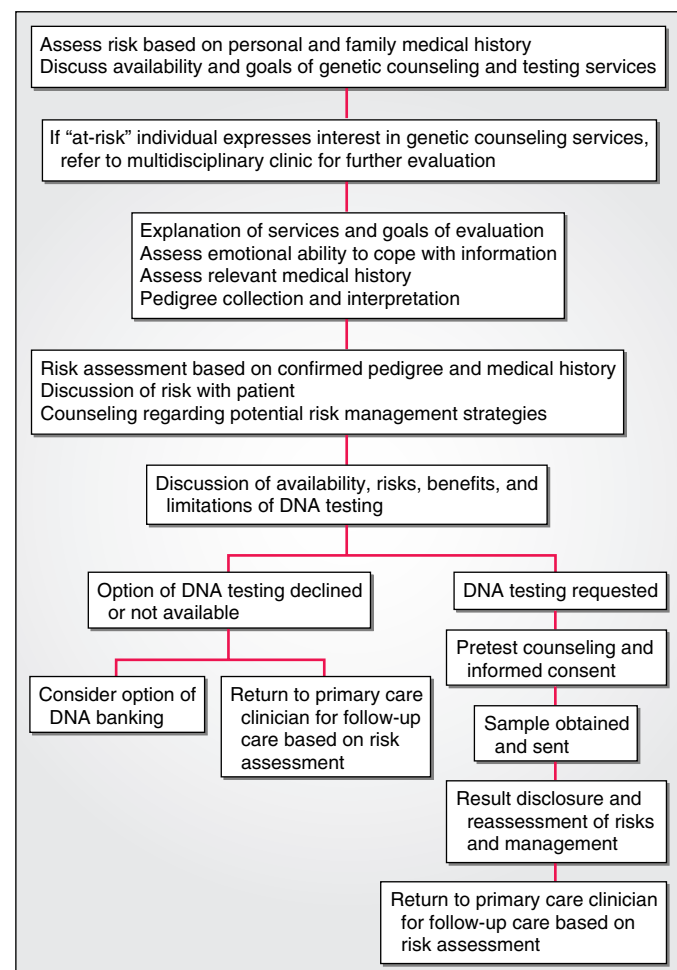 Assess risk based on personal and family medical history
Discuss availability and goals of genetic counseling and testing services
If “at-risk” individual expresses interest in genetic counseling services,
refer to multidisciplinary clinic for further evaluation
Explanation of services and goals of evaluation
Assess emotional ability to cope with information
Assess relevant medical history
Pedigree collection and interpretation
Risk assessment based on confirmed pedigree and medical history
Discussion of risk with patient
Counseling regarding potential risk management strategies
Discussion of availability, risks, benefits, and
limitations of DNA testing
Option of DNA testing declined
or not available
Consider option of
DNA banking
Return to primary care
clinician for follow-up
care based on risk
assessment
DNA testing requested
Pretest counseling and
informed consent
Sample obtained
and sent
Result disclosure and
reassessment of risks
and management
Return to primary care clinician
for follow-up care based on
risk assessment